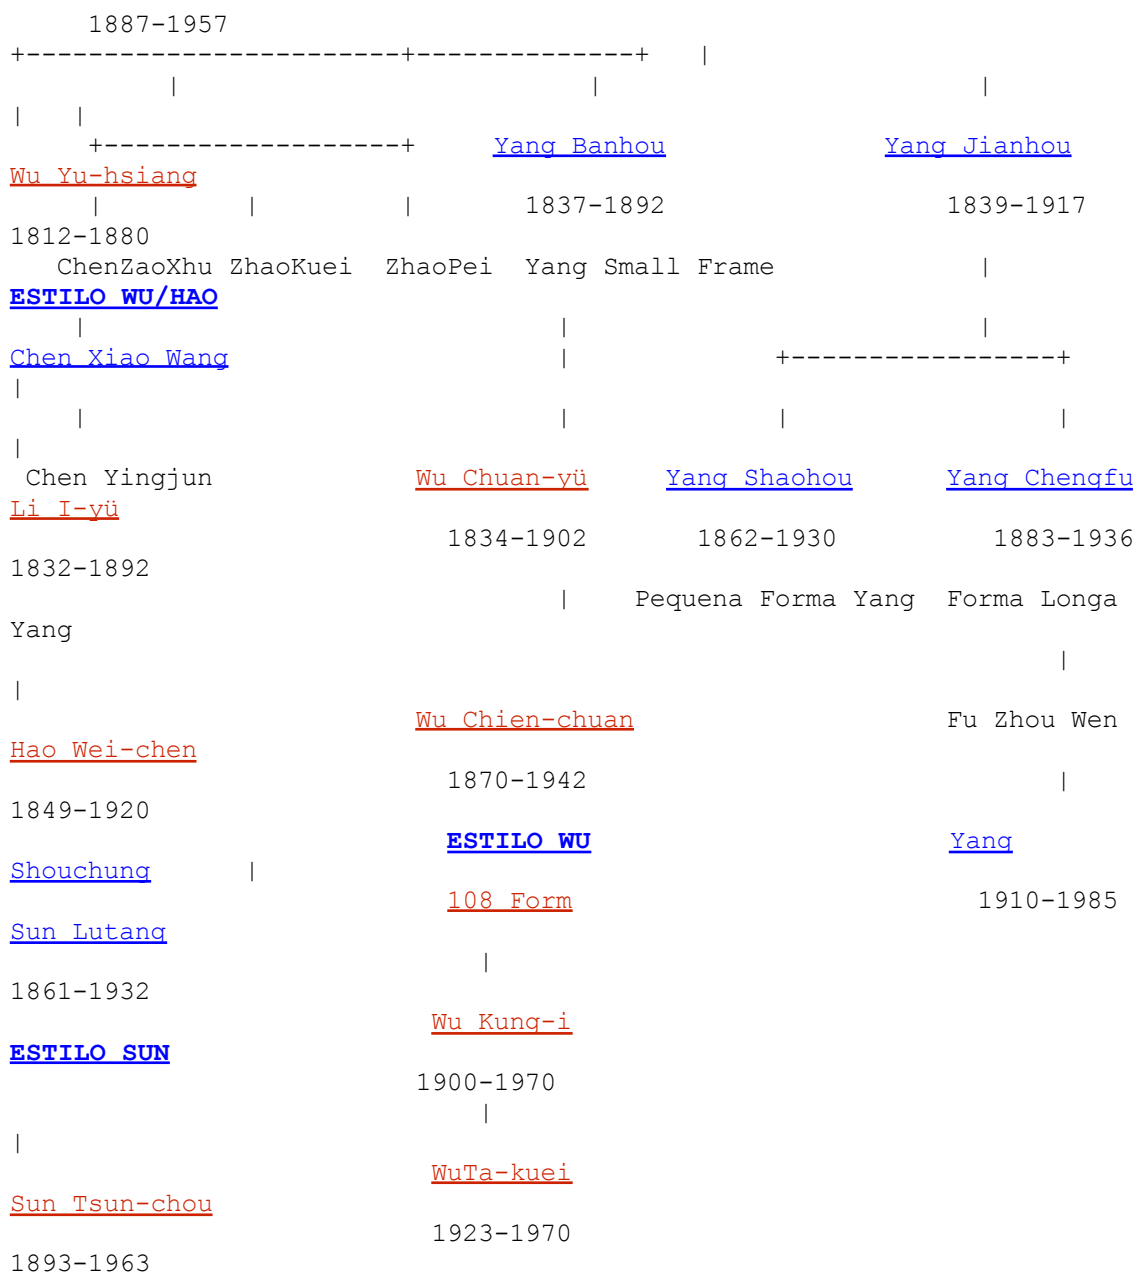 1887-1957
+------------------------+--------------+   |
|   |   |
|   |
+-------------------+   Yang Banhou   Yang Jianhou
Wu Yu-hsiang
|   |   |   1837-1892   1839-1917
1812-1880
ChenZaoXhu ZhaoKuei  ZhaoPei  Yang Small Frame   |
ESTILO WU/HAO
|   |   |
Chen Xiao Wang   |   +-----------------+
|
|   |   |   |
|
Chen Yingjun   Wu Chuan-yü   Yang Shaohou   Yang Chengfu
Li I-yü
1834-1902   1862-1930   1883-1936
1832-1892
|   Pequena Forma Yang  Forma Longa
Yang
|
|
Wu Chien-chuan   Fu Zhou Wen
Hao Wei-chen
1870-1942   |
1849-1920
ESTILO WU   Yang
Shouchung   |
108 Form   1910-1985
Sun Lutang
|
1861-1932
Wu Kung-i
ESTILO SUN
1900-1970
|
|
WuTa-kuei
Sun Tsun-chou
1923-1970
1893-1963